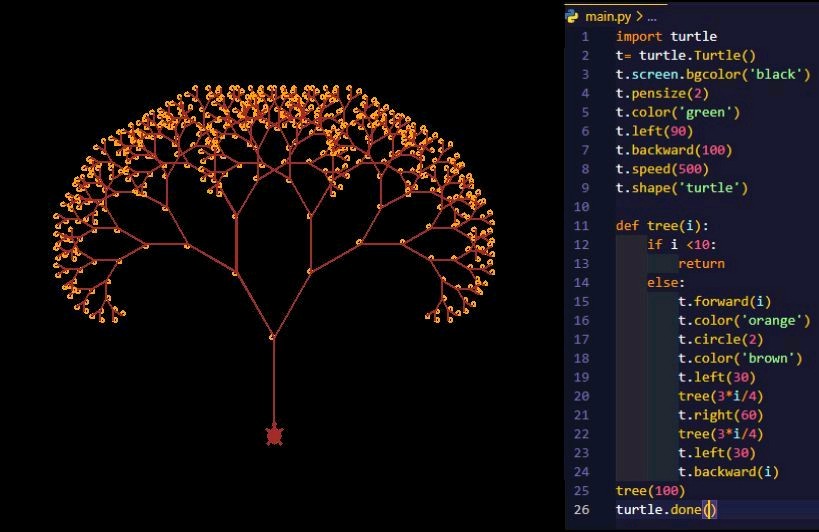 main.py > ...
1 import turtle
2 t= turtle.Turtle()
3 t.screen.bgcolor('black')
4 t.pensize(2)
5 t.color('green')
6 t.left(90)
7 t.backward(100)
8 t.speed(500)
9 t.shape('turtle')
10
11 def tree(i):
12     if i <10:
13         return
14     else:
15         t.forward(i)
16         t.color('orange')
17         t.circle(2)
18         t.color('brown')
19         t.left(30)
20         tree(3*i/4)
21         t.right(60)
22         tree(3*i/4)
23         t.left(30)
24         t.backward(i)
25 tree(100)
26 turtle.done()